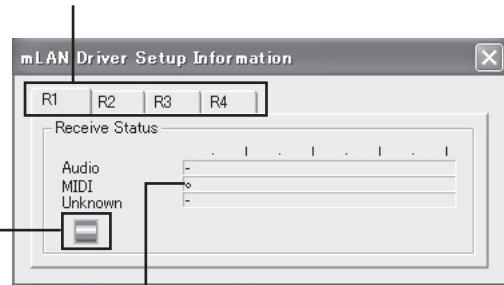 mLAN Driver Setup Information
R1 R2 R3 R4
Receive Status
Audio
MIDI
Unknown